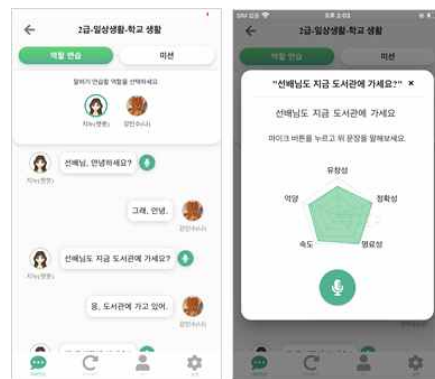 2급-일상생활-학교 생활
역할 연습
미션
말하기 연습할 역할을 선택하세요
선배님, 안녕하세요?
그래, 안녕.
선배님도 지금 도서관에 가세요?
응, 도서관에 가고 있어.
2급-일상생활-학교 생활
역할 연습
미션
"선배님도 지금 도서관에 가세요?" ×
선배님도 지금 도서관에 가세요
마이크 버튼을 누르고 위 문장을 말해보세요
유창성
억양
정확성
속도
명료성